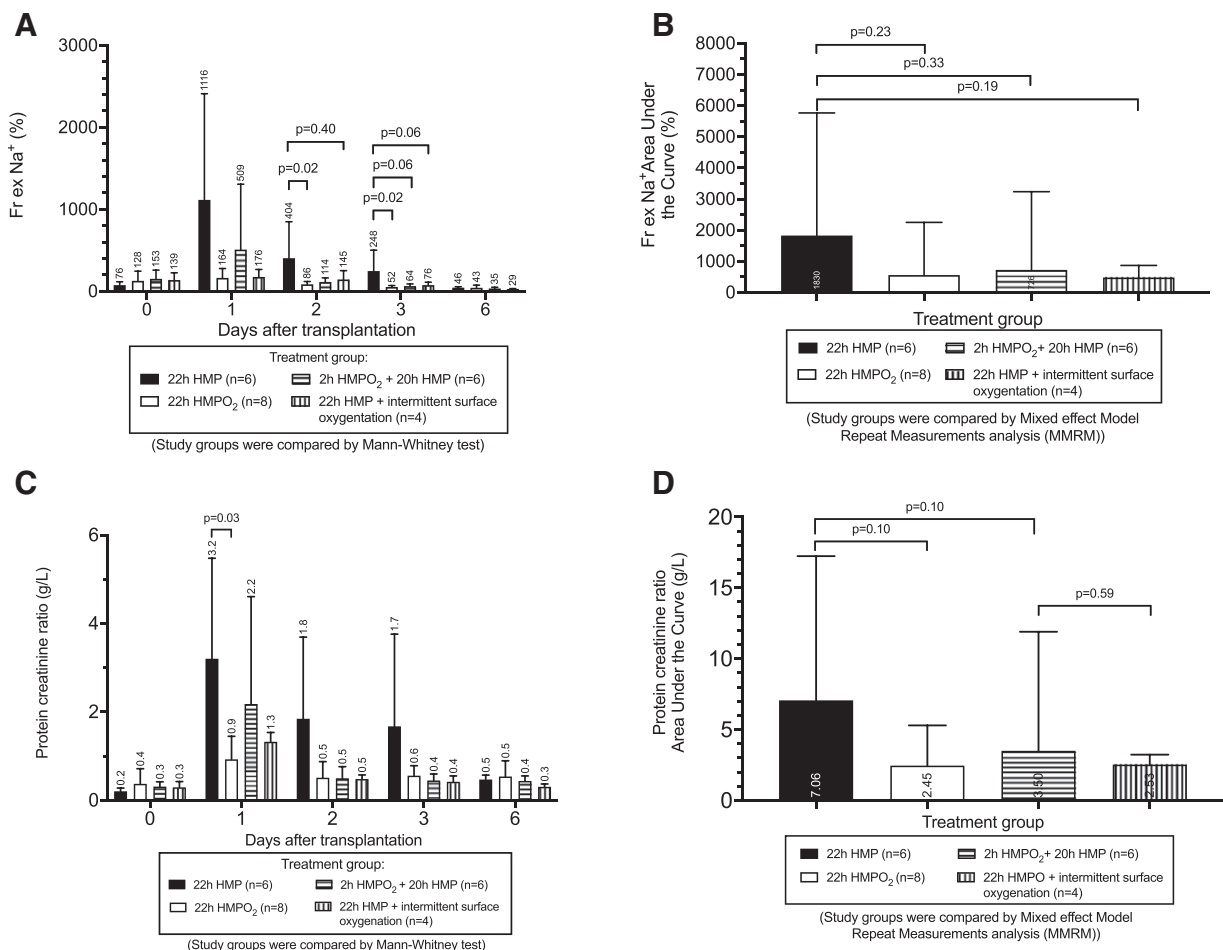 A
Fr ex Na⁺ (%)
3000
2000
1000
0
76
128
153
139
1116
164
509
176
p=0.40
p=0.02
404
86
114
145
p=0.06
p=0.06
p=0.02
248
52
64
76
46
43
35
29
0 1 2 3 6
Days after transplantation
Treatment group:
22h HMP (n=6) 2h HMPO₂ + 20h HMP (n=6)
22h HMPO₂ (n=8) 22h HMP + intermittent surface
oxygentation (n=4)
(Study groups were compared by Mann-Whitney test)
B
Fr ex Na⁺Area Under
the Curve (%)
8000
7000
6000
5000
4000
3000
2000
1000
0
p=0.23
p=0.33
p=0.19
1830
726
Treatment group
22h HMP (n=6) 2h HMPO₂+ 20h HMP (n=6)
22h HMPO₂ (n=8) 22h HMP + intermittent surface
oxygenation (n=4)
(Study groups were compared by Mixed effect Model
Repeat Measurements analysis (MMRM))
C
Protein creatinine ratio (g/L)
6
4
2
0
0.2
0.4
0.3
0.3
p=0.03
3.2
0.9
2.2
1.3
1.8
0.5
0.5
0.5
1.7
0.6
0.4
0.4
0.5
0.5
0.4
0.3
0 1 2 3 6
Days after transplantation
Treatment group:
22h HMP (n=6) 2h HMPO₂ + 20h HMP (n=6)
22h HMPO₂ (n=8) 22h HMP + intermittent surface
oxygenation (n=4)
(Study groups were compared by Mann-Whitney test)
D
Protein creatinine ratio
Area Under the Curve (g/L)
20
15
10
5
0
p=0.10
p=0.10
p=0.59
7.06
2.45
3.50
2.53
Treatment group
22h HMP (n=6) 2h HMPO₂+ 20h HMP (n=6)
22h HMPO₂ (n=8) 22h HMPO + intermittent surface
oxygenation (n=4)
(Study groups were compared by Mixed effect Model
Repeat Measurements analysis (MMRM))